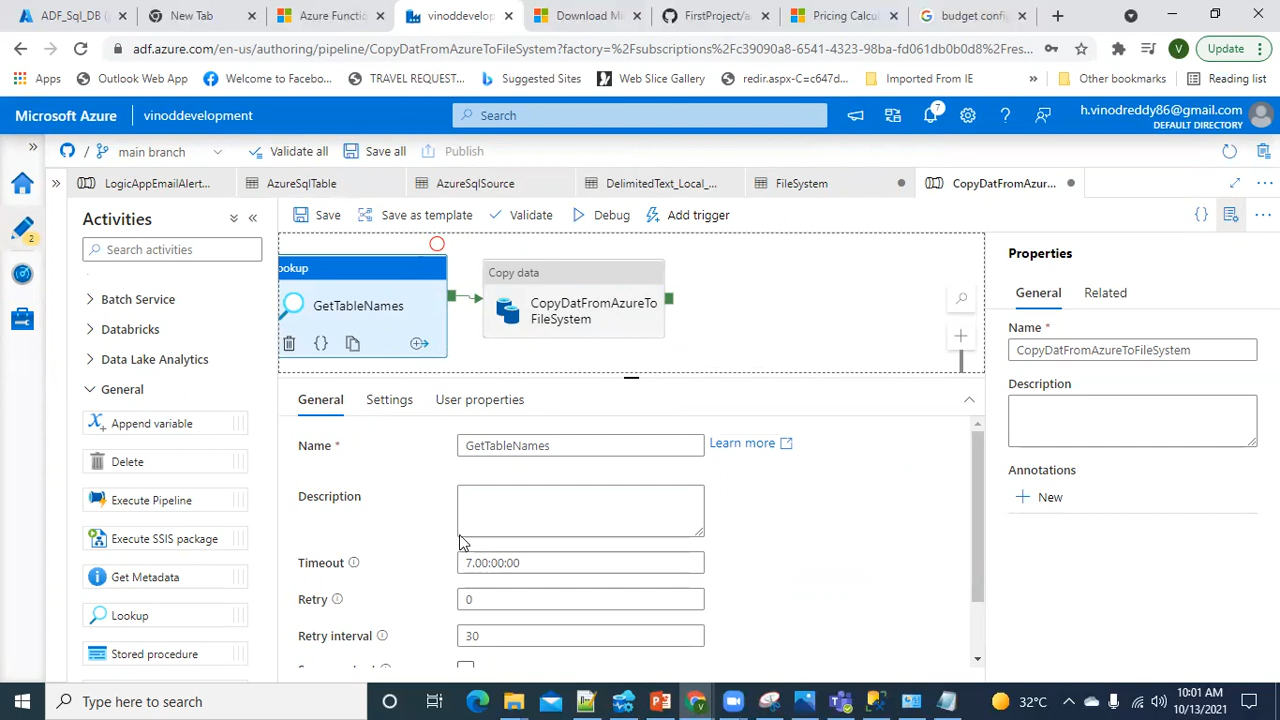 ADF_Sql_DB (
New Tab
Azure Functi
vinoddevelop
Download Mi
FirstProject/a
Pricing Calcu
budget confi
adf.azure.com/en-us/authoring/pipeline/CopyDatFromAzureToFileSystem?factory=%2Fsubscriptions%2Fc39090a8-6541-4323-98ba-fd061db0b0d8%2Fres...
V
Update
Apps
Outlook Web App
Welcome to Facebo...
TRAVEL REQUEST...
Suggested Sites
Web Slice Gallery
redir.aspx-C=c647d...
Imported From IE
»
Other bookmarks
Reading list
Microsoft Azure
vinoddevelopment
Search
7
h.vinodreddy86@gmail.com
DEFAULT DIRECTORY
main branch
Validate all
Save all
Publish
LogicAppEmailAlert...
AzureSqlTable
AzureSqlSource
DelimitedText_Local_...
FileSystem
CopyDatFromAzur...
2
Activities
Search activities
Batch Service
Databricks
Data Lake Analytics
General
Append variable
Delete
Execute Pipeline
Execute SSIS package
Get Metadata
Lookup
Stored procedure
Save
Save as template
Validate
Debug
Add trigger
ookup
GetTableNames
Copy data
CopyDatFromAzureTo
FileSystem
General
Settings
User properties
Name *
GetTableNames
Learn more
Description
Timeout
7.00:00:00
Retry
0
Retry interval
30
Properties
General
Related
Name *
CopyDatFromAzureToFileSystem
Description
Annotations
New
Type here to search
32°C
10:01 AM
10/13/2021